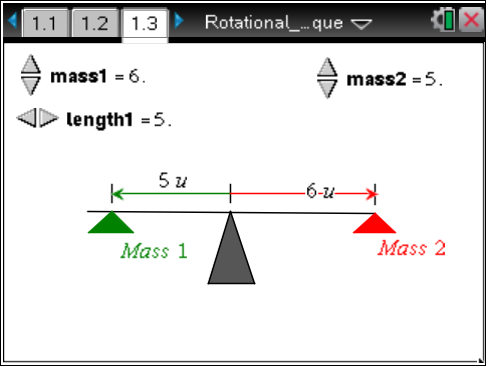 1.1 1.2 1.3 Rotational_...que
mass1 = 6. mass2 = 5.
length1 = 5.
5 u 6 u
Mass 1 Mass 2